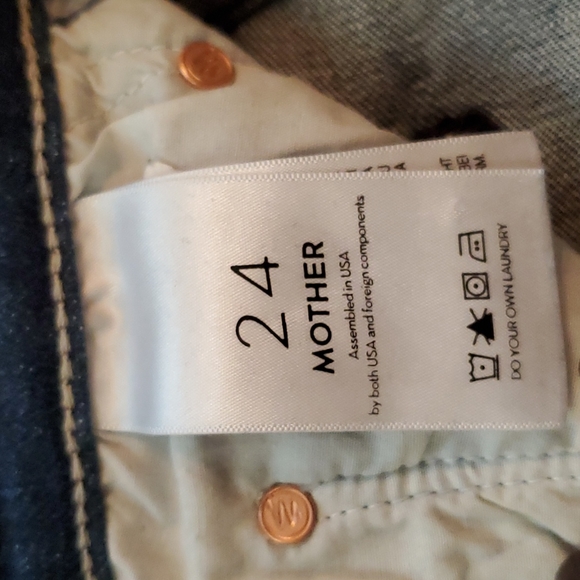 24
MOTHER
Assembled in USA
by both USA and foreign components
DO YOUR OWN LAUNDRY